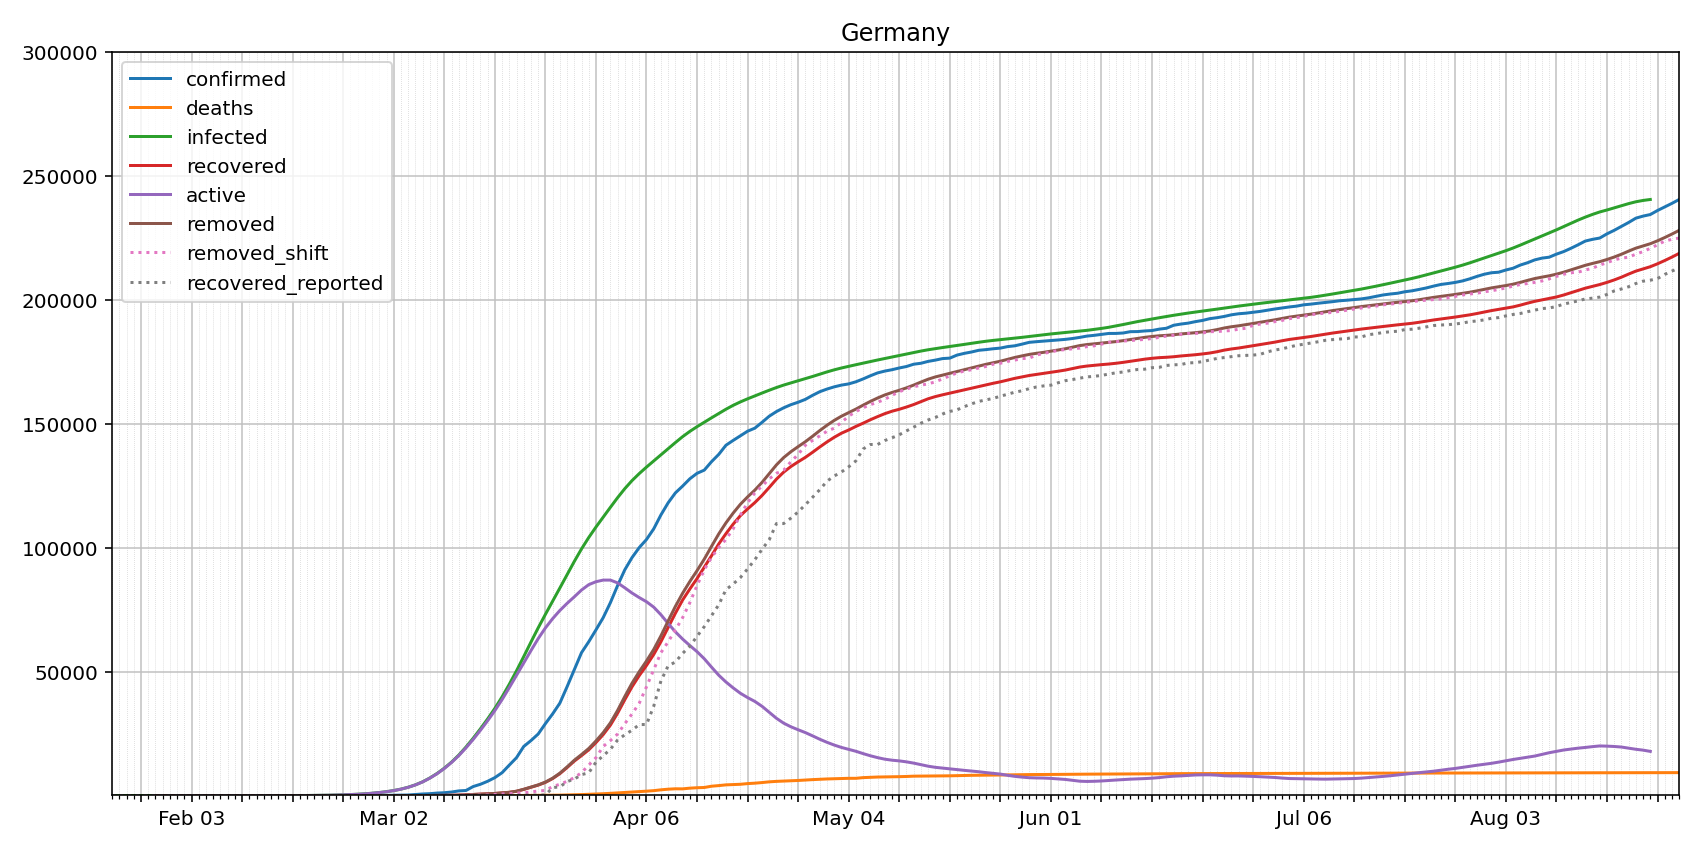 Germany
300000
250000
200000
150000
100000
50000
confirmed
deaths
infected
recovered
active
removed
removed_shift
recovered_reported
Feb 03 Mar 02 Apr 06 May 04 Jun 01 Jul 06 Aug 03